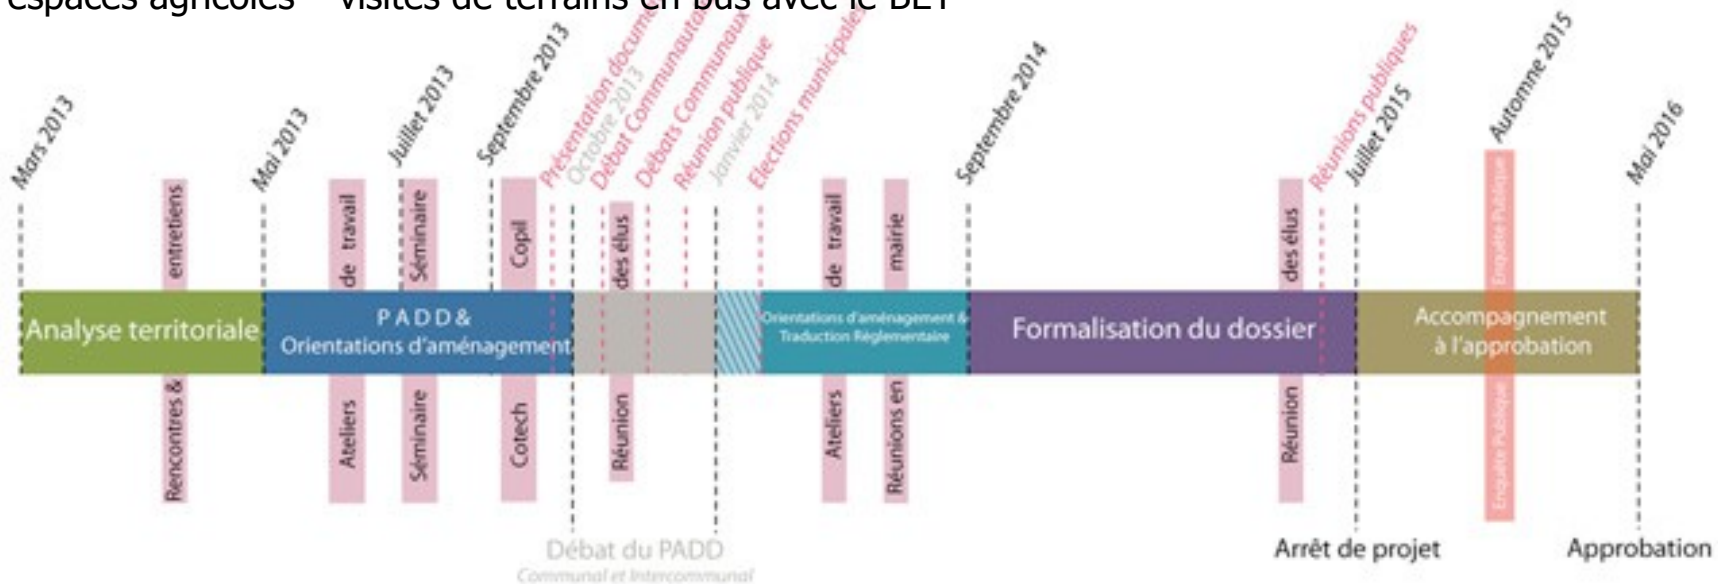 espaces agricoles – visites de terrains en bus avec le BET
Mars 2013
Mai 2013
Juillet 2013
Septembre 2013
Présentation
Octobre 2013
Débat
Débats Communaux
Réunion publique
Janvier 2014
Elections municipales
Septembre 2014
Réunions publiques
Juillet 2015
Automne 2015
Mai 2016
entretiens
de travail
Séminaire
Copil
des élus
de travail
mairie
des élus
Enquête Publique
Analyse territoriale
PADD &
Orientations d'aménagement
Orientations d'aménagement &
Traduction Réglementaire
Formalisation du dossier
Accompagnement
à l'approbation
Rencontres &
Ateliers
Séminaire
Cotech
Réunion
Ateliers
Réunions en
Réunion
Enquête Publique
Débat du PADD
Communal et Intercommunal
Arrêt de projet
Approbation